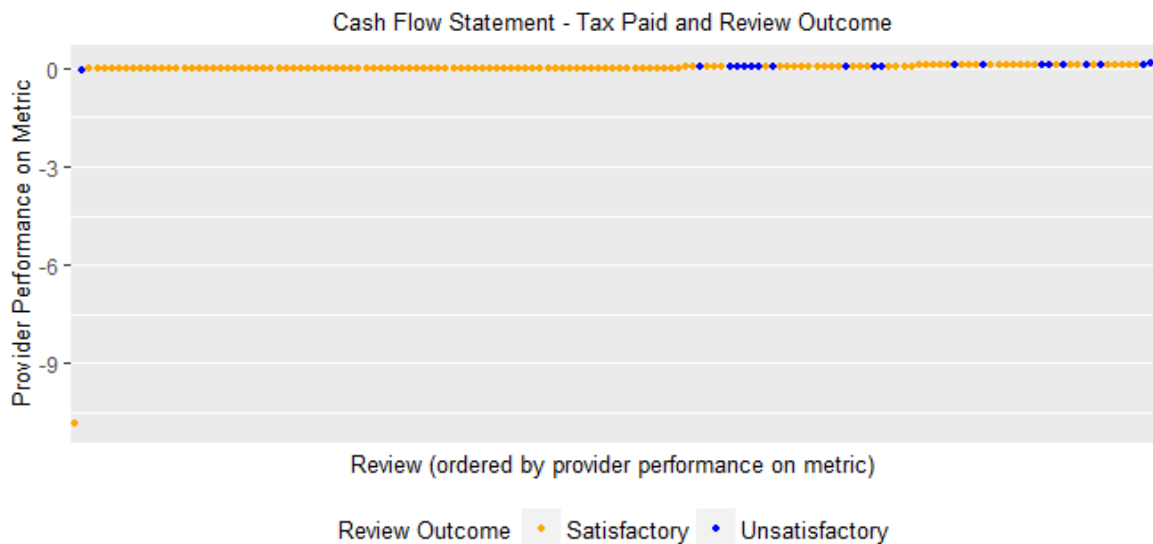 Cash Flow Statement - Tax Paid and Review Outcome
Provider Performance on Metric
0
-3
-6
-9
Review (ordered by provider performance on metric)
Review Outcome Satisfactory Unsatisfactory